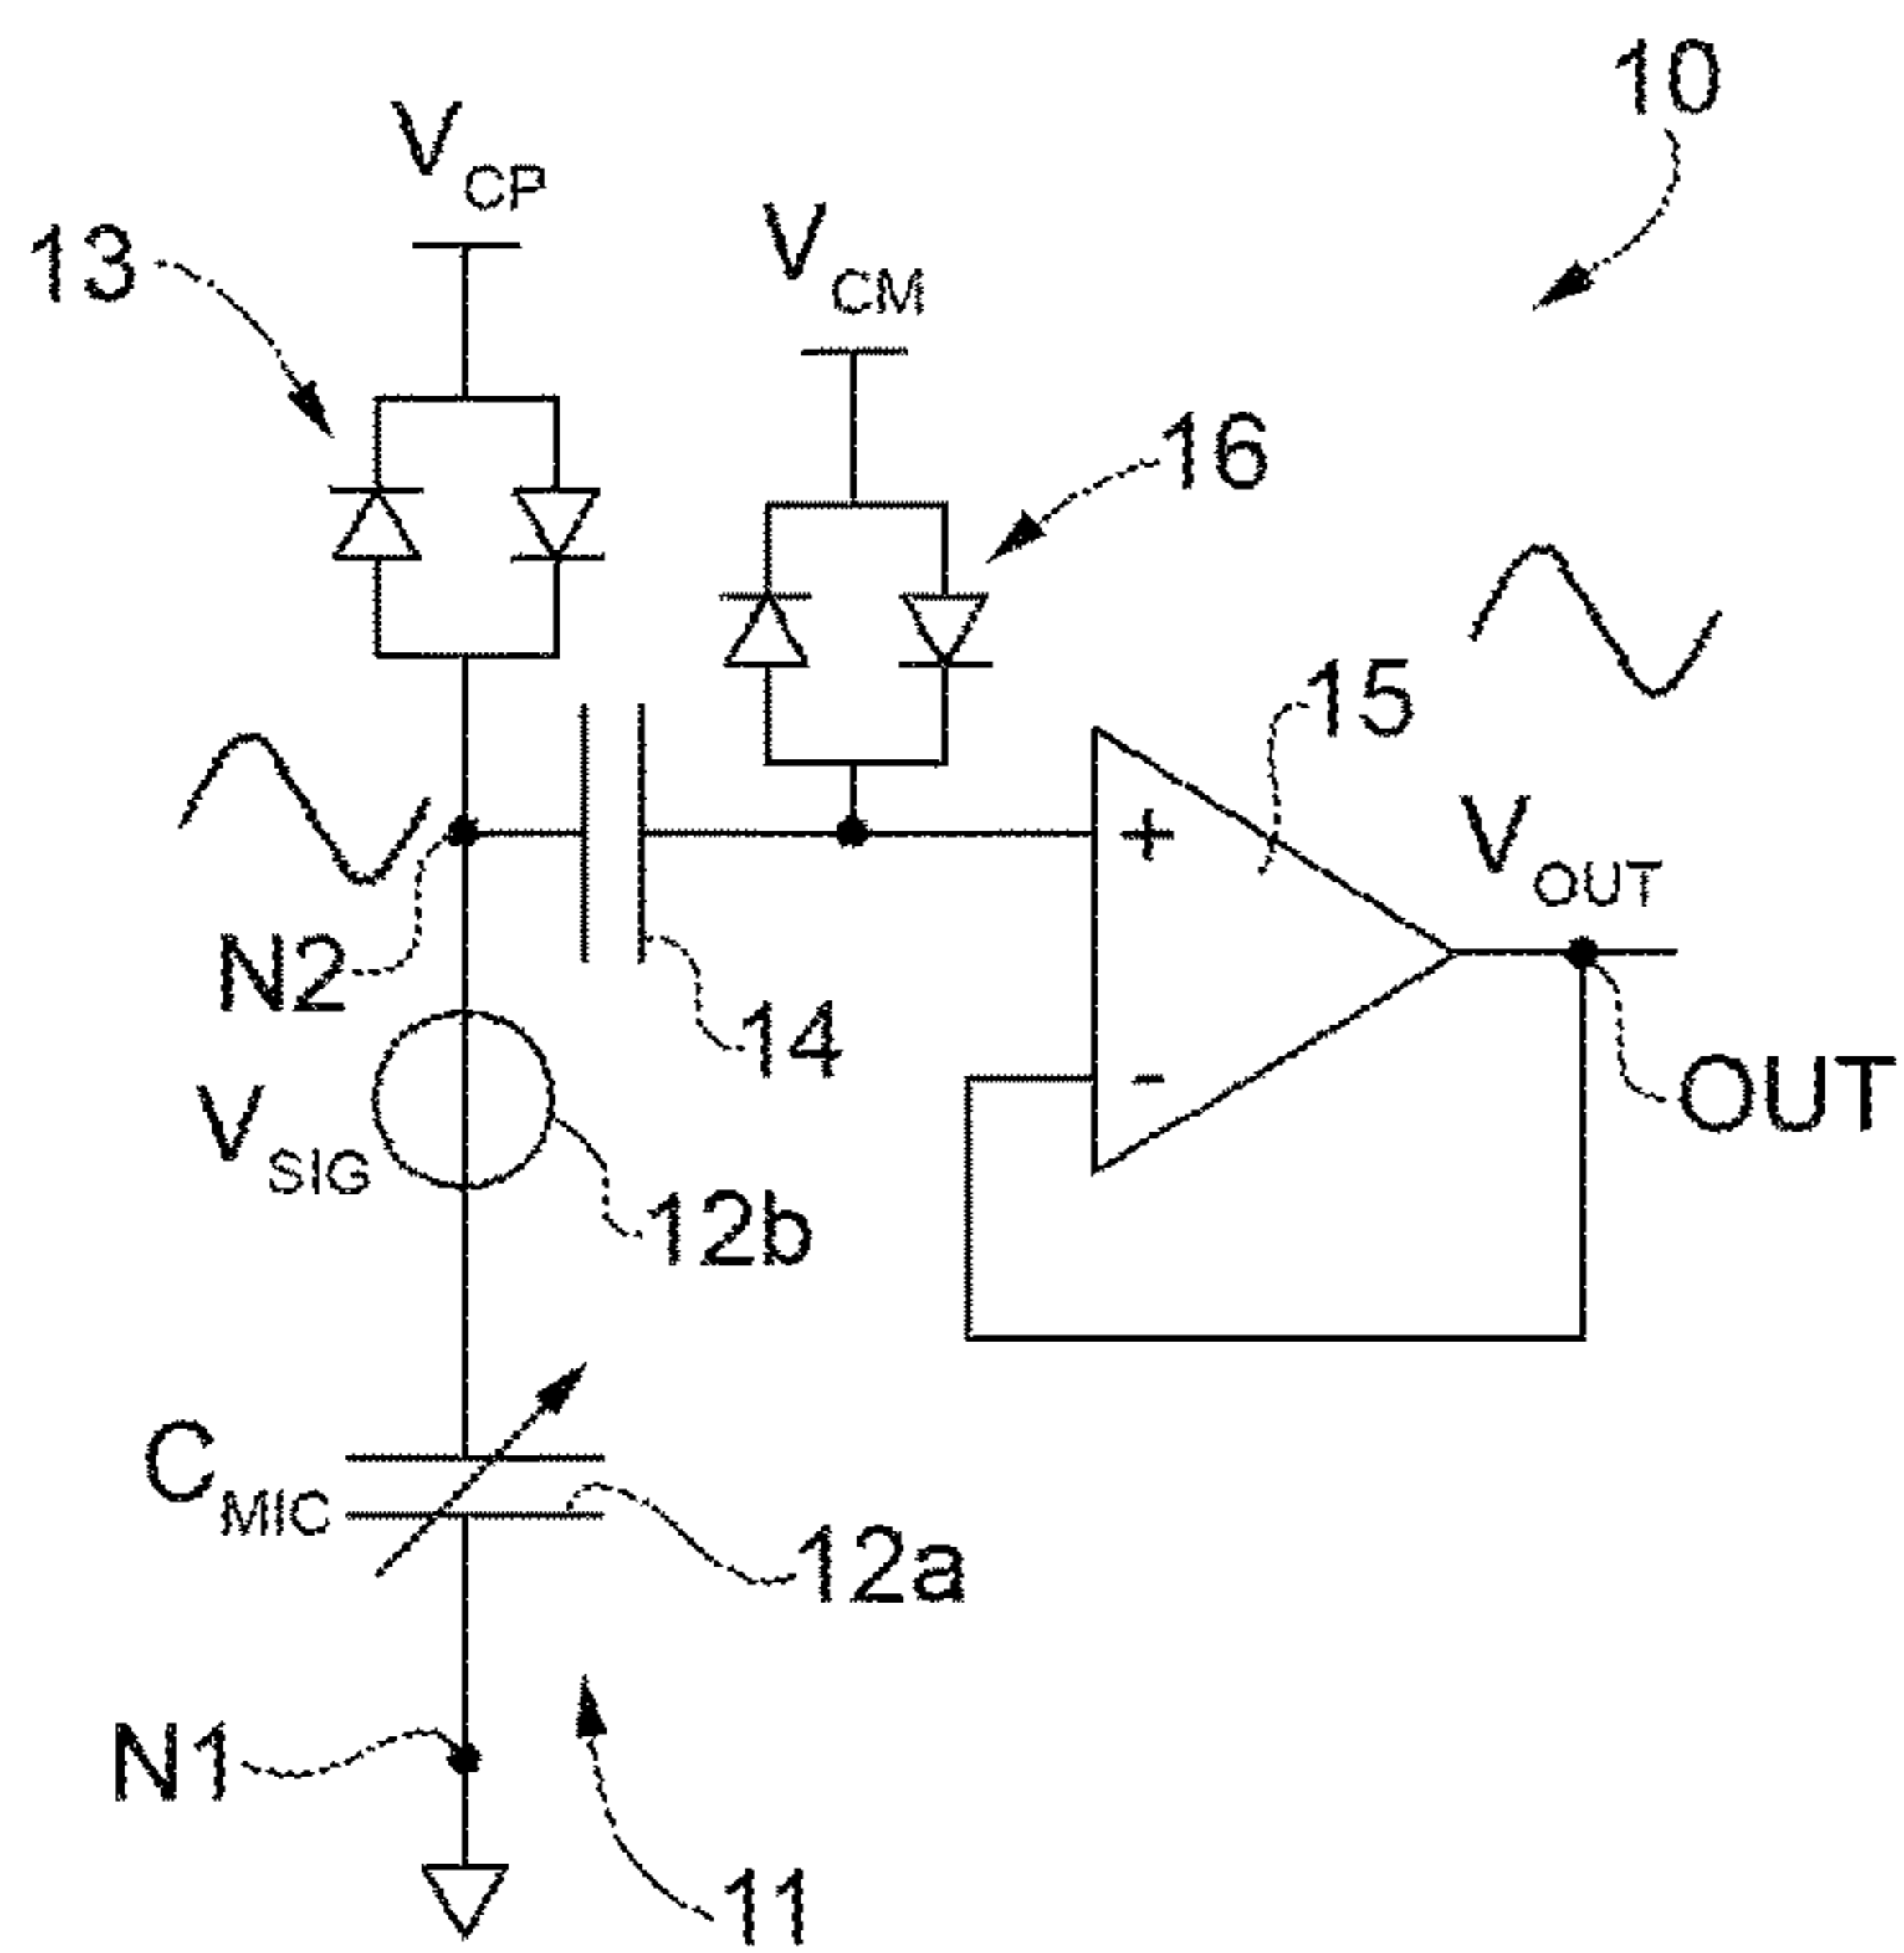 10
V_CP
13
V_CM
16
15
V_OUT
+
N2
14
-
OUT
V_SIG
12b
C_MIC
12a
N1
11